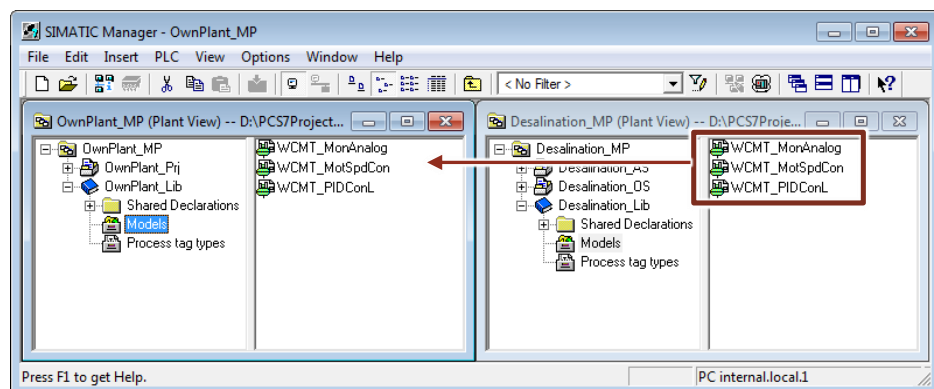 SIMATIC Manager - OwnPlant_MP
File Edit Insert PLC View Options Window Help
< No Filter >
OwnPlant_MP (Plant View) -- D:\PCS7Project...
OwnPlant_MP
OwnPlant_Prj
OwnPlant_Lib
Shared Declarations
Models
Process tag types
WCMT_MonAnalog
WCMT_MotSpdCon
WCMT_PIDConL
Desalination_MP (Plant View) -- D:\PCS7Proje...
Desalination_MP
Desalination_AS
Desalination_OS
Desalination_Lib
Shared Declarations
Models
Process tag types
WCMT_MonAnalog
WCMT_MotSpdCon
WCMT_PIDConL
Press F1 to get Help.
PC internal.local.1